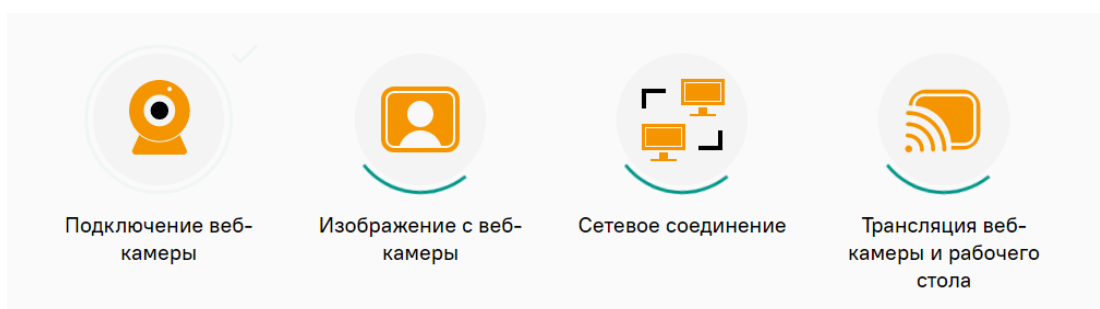 Подключение веб-
камеры
Изображение с веб-
камеры
Сетевое соединение
Трансляция веб-
камеры и рабочего
стола